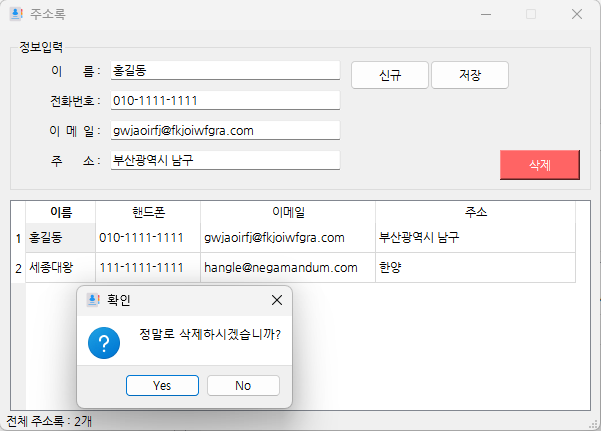 주소록
정보입력
이 름 : 홍길동 신규 저장
전화번호 : 010-1111-1111
이 메 일 : gwjaoirfj@fkjoiwfgra.com
주 소 : 부산광역시 남구 삭제
이름 핸드폰 이메일 주소
1 홍길동 010-1111-1111 gwjaoirfj@fkjoiwfgra.com 부산광역시 남구
2 세종대왕 111-1111-1111 hangle@negamandum.com 한양
확인
정말로 삭제하시겠습니까?
Yes No
전체 주소록 : 2개